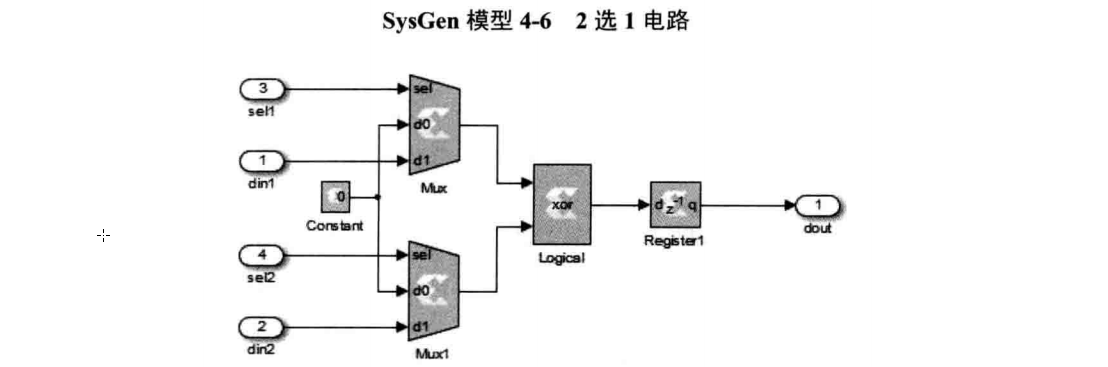 SysGen 模型 4-6 2 选 1 电路
3
sel1
sel
d0
1
din1
d1
Mux
0
Constant
xor
Logical
d z-1 q
Register1
1
dout
4
sel2
sel
d0
2
din2
d1
Mux1